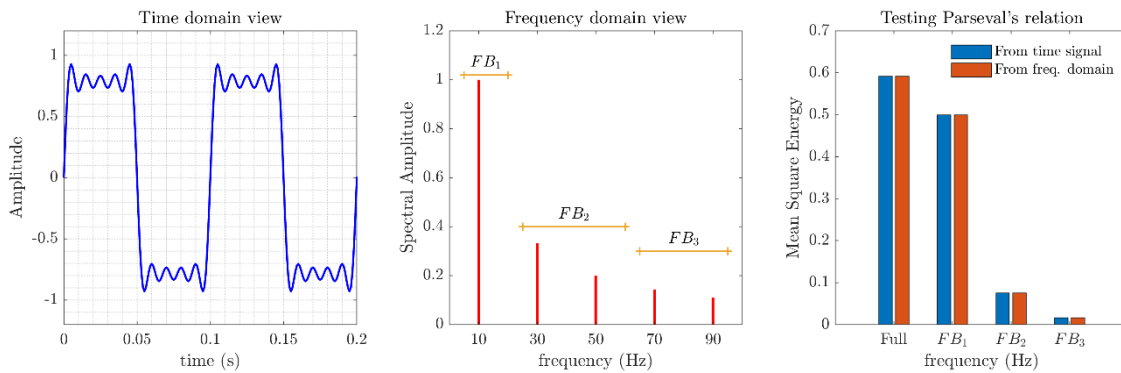 Time domain view
1
0.5
0
-0.5
-1
0
0.05
0.1
0.15
0.2
Amplitude
time (s)
Frequency domain view
1.2
1
0.8
0.6
0.4
0.2
0
10
30
50
70
90
FB₁
FB₂
FB₃
Spectral Amplitude
frequency (Hz)
Testing Parseval's relation
0.7
0.6
0.5
0.4
0.3
0.2
0.1
0
From time signal
From freq. domain
Full
FB₁
FB₂
FB₃
Mean Square Energy
frequency (Hz)